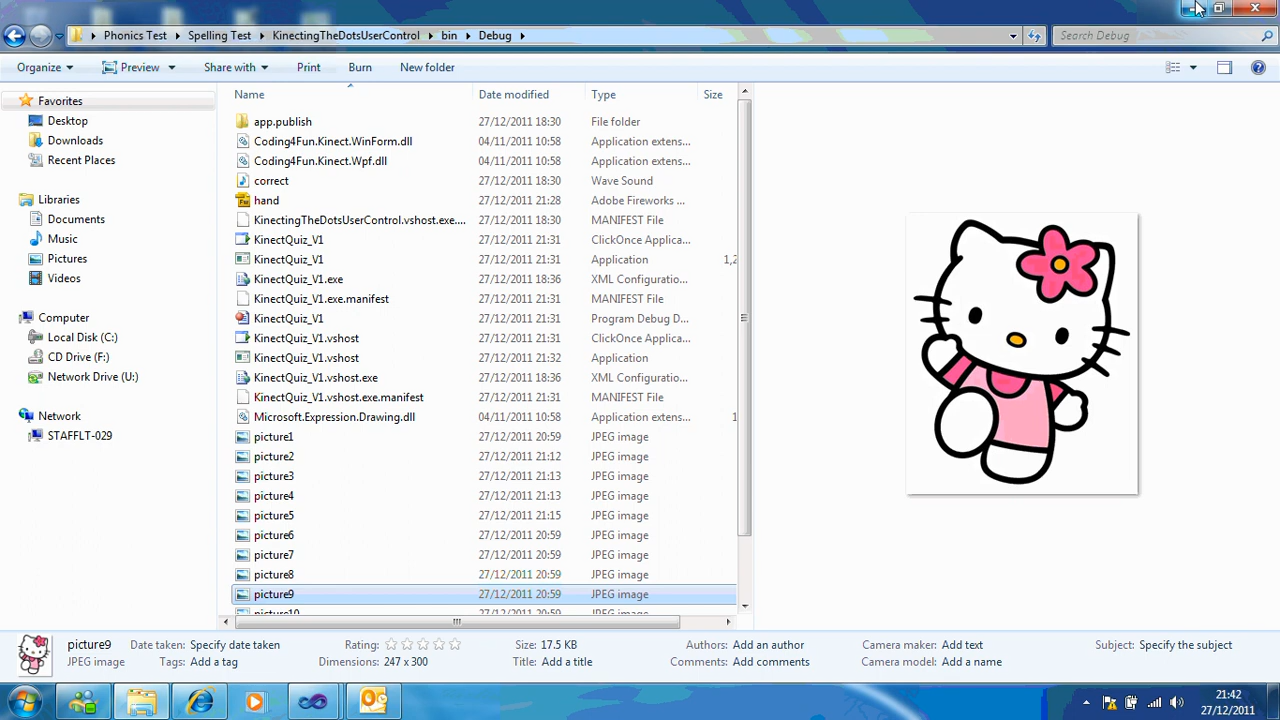 Phonics Test Spelling Test KinectingTheDotsUserControl bin Debug Search Debug
Organize Preview Share with Print Burn New folder
Name Date modified Type Size
Favorites
Desktop
Downloads
Recent Places
Libraries
Documents
Music
Pictures
Videos
Computer
Local Disk (C:)
CD Drive (F:)
Network Drive (U:)
Network
STAFFLT-029
app.publish 27/12/2011 18:30 File folder
Coding4Fun.Kinect.WinForm.dll 04/11/2011 10:58 Application extens...
Coding4Fun.Kinect.Wpf.dll 04/11/2011 10:58 Application extens...
correct 27/12/2011 18:30 Wave Sound
hand 27/12/2011 21:28 Adobe Fireworks ...
KinectingTheDotsUserControl.vshost.exe.... 27/12/2011 18:30 MANIFEST File
KinectQuiz_V1 27/12/2011 21:31 ClickOnce Applica...
KinectQuiz_V1 27/12/2011 21:31 Application 1,2
KinectQuiz_V1.exe 27/12/2011 18:36 XML Configuratio...
KinectQuiz_V1.exe.manifest 27/12/2011 21:31 MANIFEST File
KinectQuiz_V1 27/12/2011 21:31 Program Debug D...
KinectQuiz_V1.vshost 27/12/2011 21:31 ClickOnce Applica...
KinectQuiz_V1.vshost 27/12/2011 21:32 Application
KinectQuiz_V1.vshost.exe 27/12/2011 18:36 XML Configuratio...
KinectQuiz_V1.vshost.exe.manifest 27/12/2011 21:31 MANIFEST File
Microsoft.Expression.Drawing.dll 04/11/2011 10:58 Application extens... 1
picture1 27/12/2011 20:59 JPEG image
picture2 27/12/2011 21:12 JPEG image
picture3 27/12/2011 21:13 JPEG image
picture4 27/12/2011 21:13 JPEG image
picture5 27/12/2011 21:15 JPEG image
picture6 27/12/2011 20:59 JPEG image
picture7 27/12/2011 20:59 JPEG image
picture8 27/12/2011 20:59 JPEG image
picture9 27/12/2011 20:59 JPEG image
picture10 27/12/2011 20:59 JPEG image
picture9 Date taken: Specify date taken Rating: Size: 17.5 KB Authors: Add an author Camera maker: Add text Subject: Specify the subject
JPEG image Tags: Add a tag Dimensions: 247 x 300 Title: Add a title Comments: Add comments Camera model: Add a name
21:42
27/12/2011